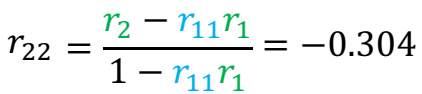 r₂₂ = (r₂ − r₁₁r₁) / (1 − r₁₁r₁) = −0.304